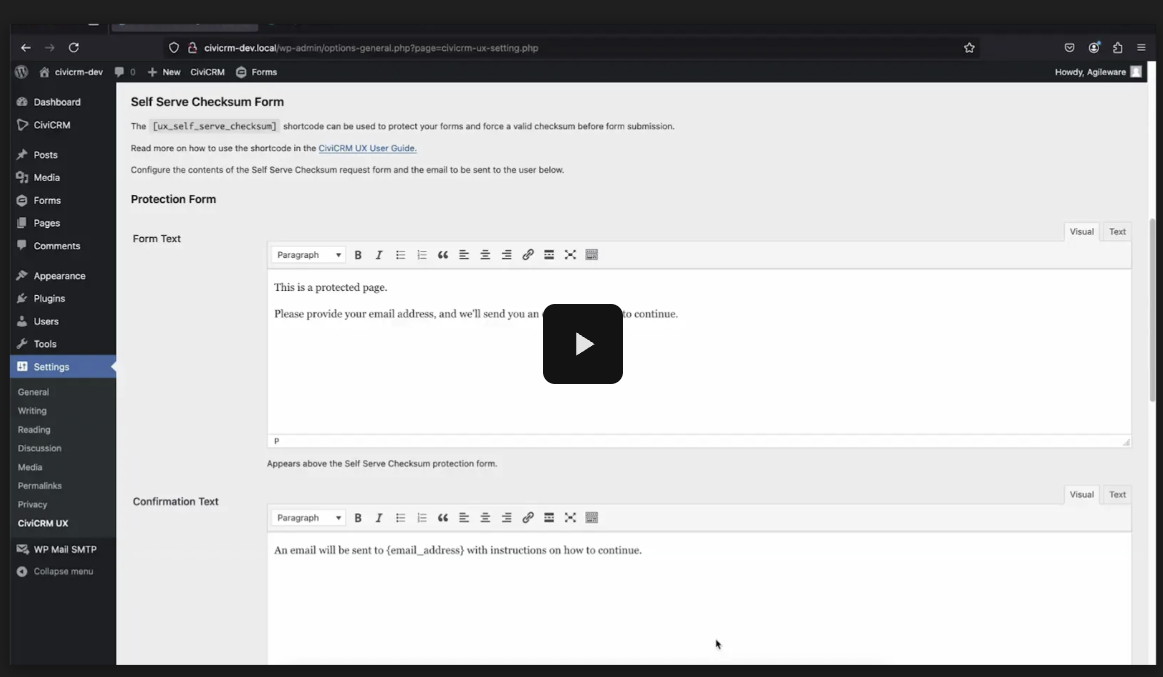 civicrm-dev.local/wp-admin/options-general.php?page=civicrm-ux-setting.php
civicrm-dev 0 New CiviCRM Forms Howdy, Agileware
Dashboard
CiviCRM
Posts
Media
Forms
Pages
Comments
Appearance
Plugins
Users
Tools
Settings
General
Writing
Reading
Discussion
Media
Permalinks
Privacy
CiviCRM UX
WP Mail SMTP
Collapse menu
Self Serve Checksum Form
The [ux_self_serve_checksum] shortcode can be used to protect your forms and force a valid checksum before form submission.
Read more on how to use the shortcode in the CiviCRM UX User Guide.
Configure the contents of the Self Serve Checksum request form and the email to be sent to the user below.
Protection Form
Form Text
Visual Text
Paragraph B I
This is a protected page.
Please provide your email address, and we'll send you an to continue.
P
Appears above the Self Serve Checksum protection form.
Confirmation Text
Visual Text
Paragraph B I
An email will be sent to {email_address} with instructions on how to continue.